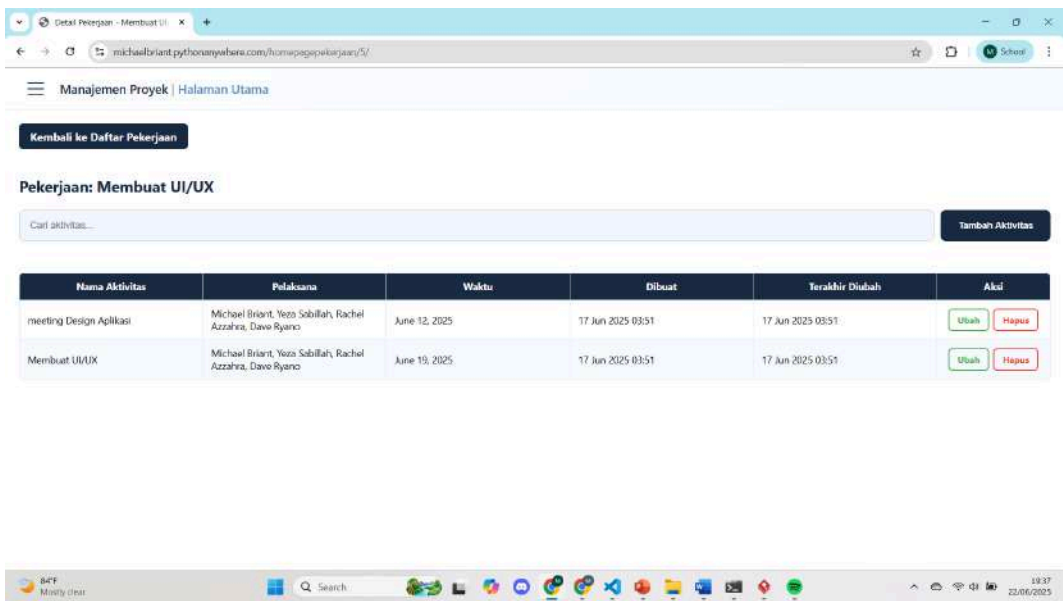 Detail Pekerjaan - Membuat UI
michaelbriant.pythonanywhere.com/homepagepekerjaan/5/
School
Manajemen Proyek | Halaman Utama
Kembali ke Daftar Pekerjaan
Pekerjaan: Membuat UI/UX
Cari aktivitas...
Tambah Aktivitas
Nama Aktivitas Pelaksana Waktu Dibuat Terakhir Diubah Aksi
meeting Design Aplikasi Michael Briant, Yeza Sabillah, Rachel Azzahra, Dave Ryano June 12, 2025 17 Jun 2025 03:51 17 Jun 2025 03:51 Ubah Hapus
Membuat UI/UX Michael Briant, Yeza Sabillah, Rachel Azzahra, Dave Ryano June 19, 2025 17 Jun 2025 03:51 17 Jun 2025 03:51 Ubah Hapus
84°F
Mostly clear
Search
19:37
22/06/2025